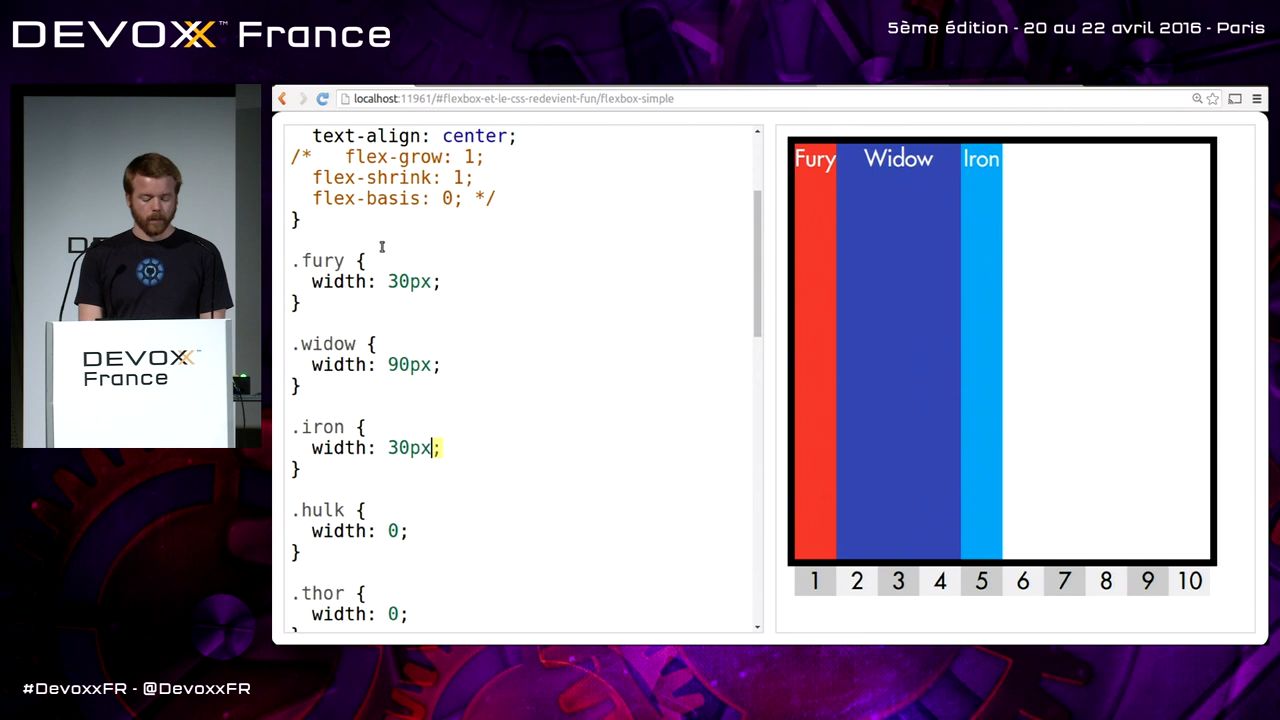 DEVOXX™ France
5ème édition - 20 au 22 avril 2016 - Paris
localhost:11961/#flexbox-et-le-css-redevient-fun/flexbox-simple
text-align: center;
/*   flex-grow: 1;
flex-shrink: 1;
flex-basis: 0; */
}
.fury {
width: 30px;
}
.widow {
width: 90px;
}
.iron {
width: 30px;
}
.hulk {
width: 0;
}
.thor {
width: 0;
Fury Widow Iron
1 2 3 4 5 6 7 8 9 10
DEVOXX™
France
#DevoxxFR - @DevoxxFR